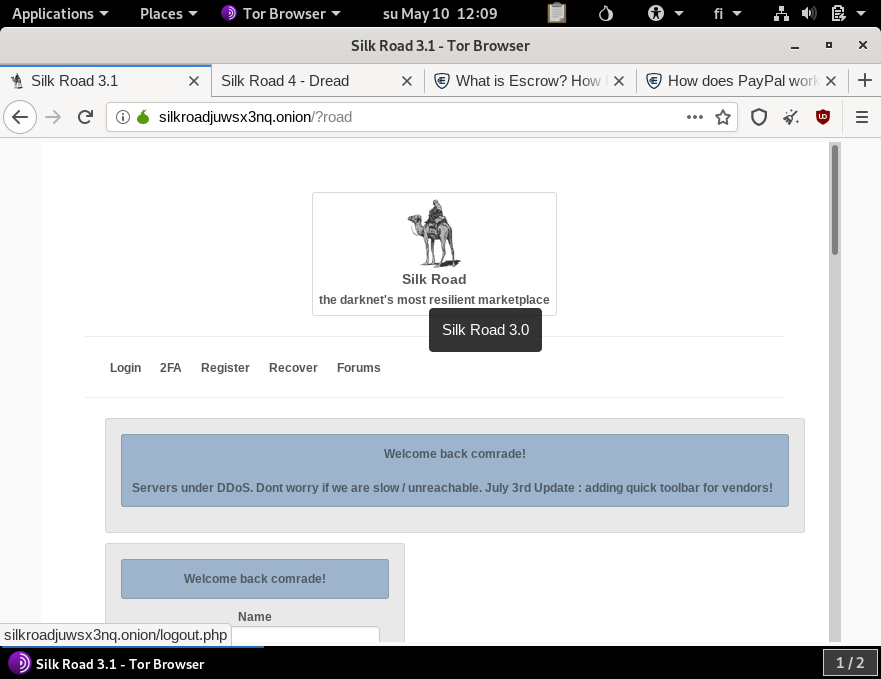 Applications Places Tor Browser su May 10 12:09 fi
Silk Road 3.1 - Tor Browser
Silk Road 3.1 Silk Road 4 - Dread What is Escrow? How How does PayPal work
silkroadjuwsx3nq.onion/?road
Silk Road
the darknet's most resilient marketplace
Silk Road 3.0
Login 2FA Register Recover Forums
Welcome back comrade!
Servers under DDoS. Dont worry if we are slow / unreachable. July 3rd Update : adding quick toolbar for vendors!
Welcome back comrade!
Name
silkroadjuwsx3nq.onion/logout.php
Silk Road 3.1 - Tor Browser 1 / 2